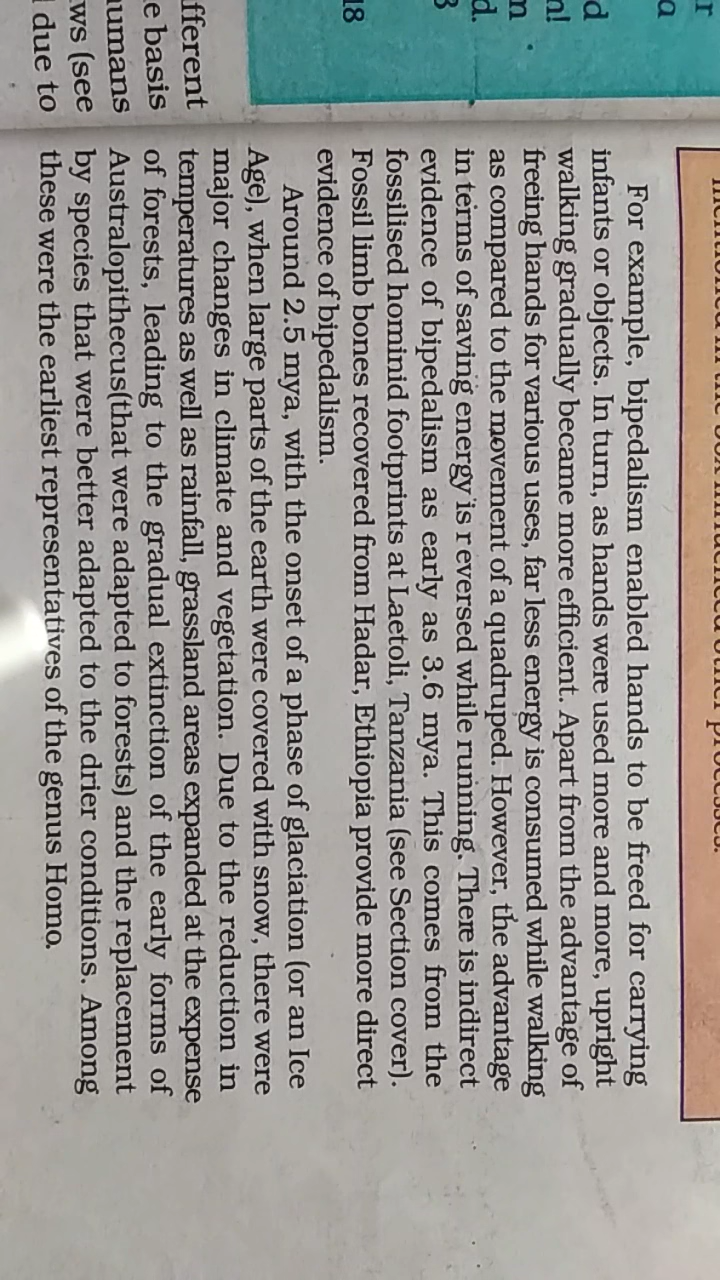 For example, bipedalism enabled hands to be freed for carrying
infants or objects. In turn, as hands were used more and more, upright
walking gradually became more efficient. Apart from the advantage of
freeing hands for various uses, far less energy is consumed while walking
as compared to the movement of a quadruped. However, the advantage
in terms of saving energy is r eversed while running. There is indirect
evidence of bipedalism as early as 3.6 mya. This comes from the
fossilised hominid footprints at Laetoli, Tanzania (see Section cover).
Fossil limb bones recovered from Hadar, Ethiopia provide more direct
evidence of bipedalism.
Around 2.5 mya, with the onset of a phase of glaciation (or an Ice
Age), when large parts of the earth were covered with snow, there were
major changes in climate and vegetation. Due to the reduction in
temperatures as well as rainfall, grassland areas expanded at the expense
of forests, leading to the gradual extinction of the early forms of
Australopithecus(that were adapted to forests) and the replacement
by species that were better adapted to the drier conditions. Among
these were the earliest representatives of the genus Homo.
18
fferent
e basis
umans
ws (see
due to